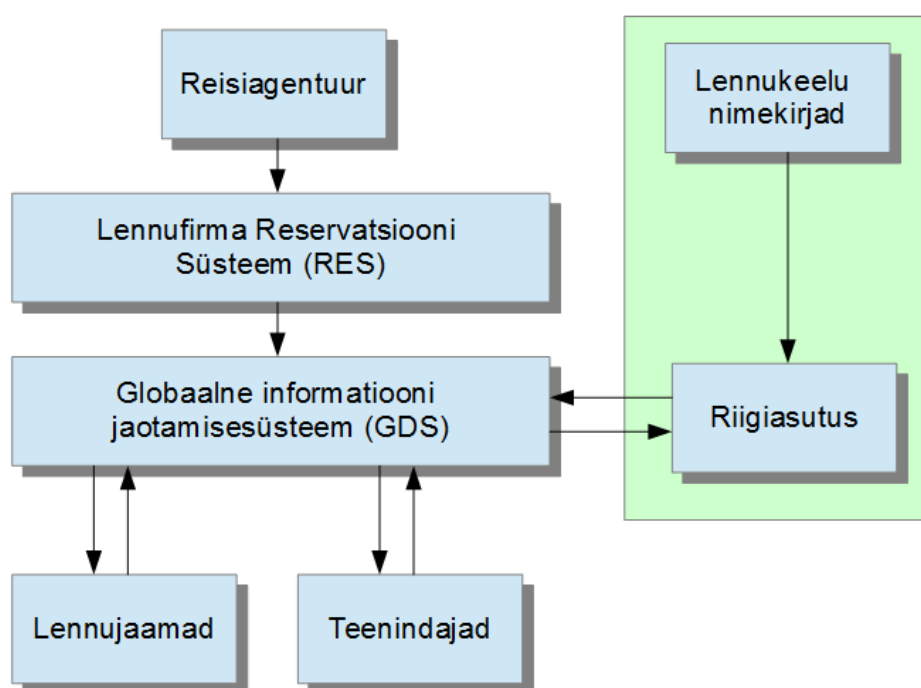 Reisiagentuur
Lennukeelu
nimekirjad
Lennufirma Reservatsiooni
Süsteem (RES)
Globaalne informatiooni
jaotamisesüsteem (GDS)
Riigiasutus
Lennujaamad
Teenindajad